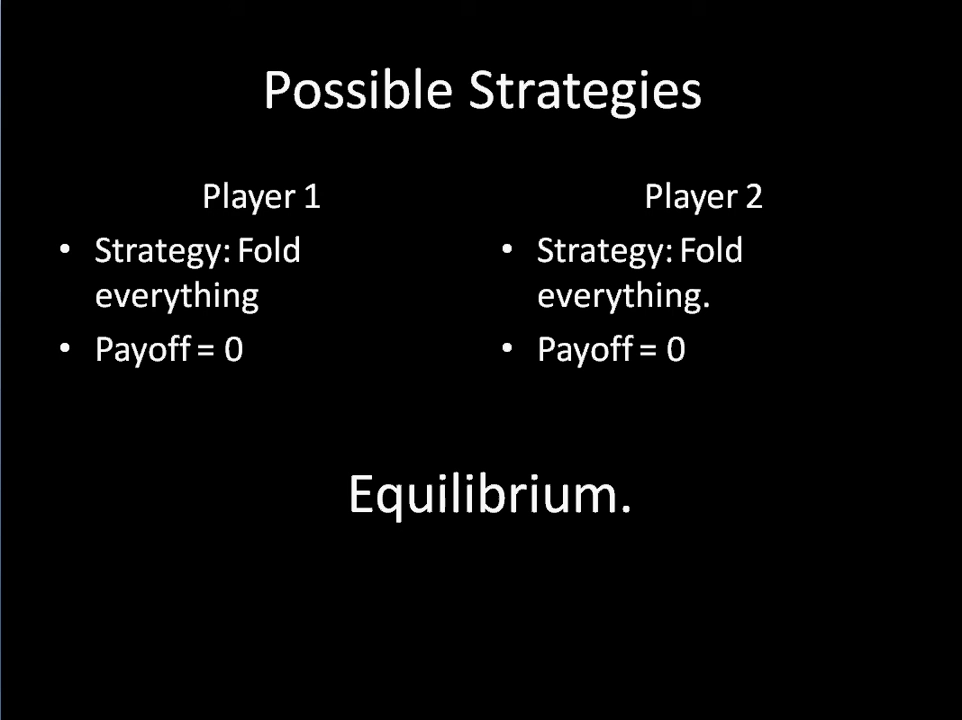 Possible Strategies
Player 1
• Strategy: Fold
everything
• Payoff = 0
Player 2
• Strategy: Fold
everything.
• Payoff = 0
Equilibrium.